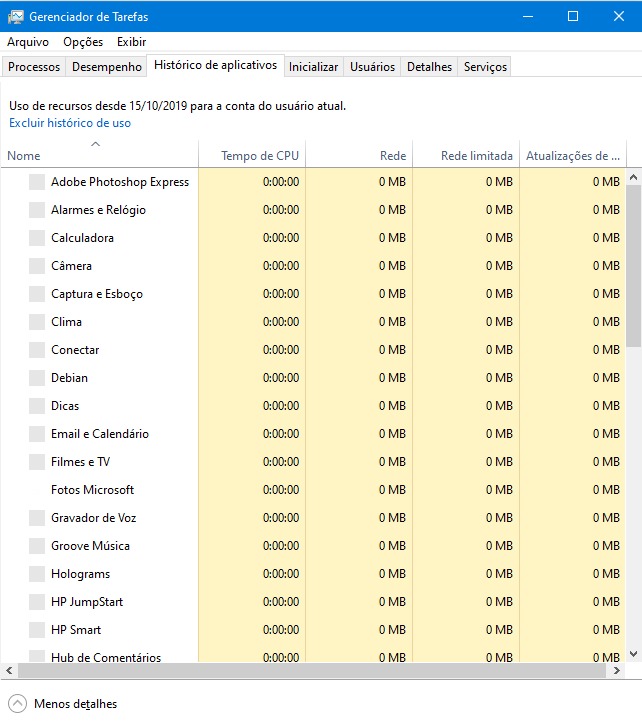 Gerenciador de Tarefas
Arquivo Opções Exibir
Processos Desempenho Histórico de aplicativos Inicializar Usuários Detalhes Serviços
Uso de recursos desde 15/10/2019 para a conta do usuário atual.
Excluir histórico de uso
Nome Tempo de CPU Rede Rede limitada Atualizações de ...
Adobe Photoshop Express 0:00:00 0 MB 0 MB 0 MB
Alarmes e Relógio 0:00:00 0 MB 0 MB 0 MB
Calculadora 0:00:00 0 MB 0 MB 0 MB
Câmera 0:00:00 0 MB 0 MB 0 MB
Captura e Esboço 0:00:00 0 MB 0 MB 0 MB
Clima 0:00:00 0 MB 0 MB 0 MB
Conectar 0:00:00 0 MB 0 MB 0 MB
Debian 0:00:00 0 MB 0 MB 0 MB
Dicas 0:00:00 0 MB 0 MB 0 MB
Email e Calendário 0:00:00 0 MB 0 MB 0 MB
Filmes e TV 0:00:00 0 MB 0 MB 0 MB
Fotos Microsoft 0:00:00 0 MB 0 MB 0 MB
Gravador de Voz 0:00:00 0 MB 0 MB 0 MB
Groove Música 0:00:00 0 MB 0 MB 0 MB
Holograms 0:00:00 0 MB 0 MB 0 MB
HP JumpStart 0:00:00 0 MB 0 MB 0 MB
HP Smart 0:00:00 0 MB 0 MB 0 MB
Hub de Comentários 0:00:00 0 MB 0 MB 0 MB
Menos detalhes